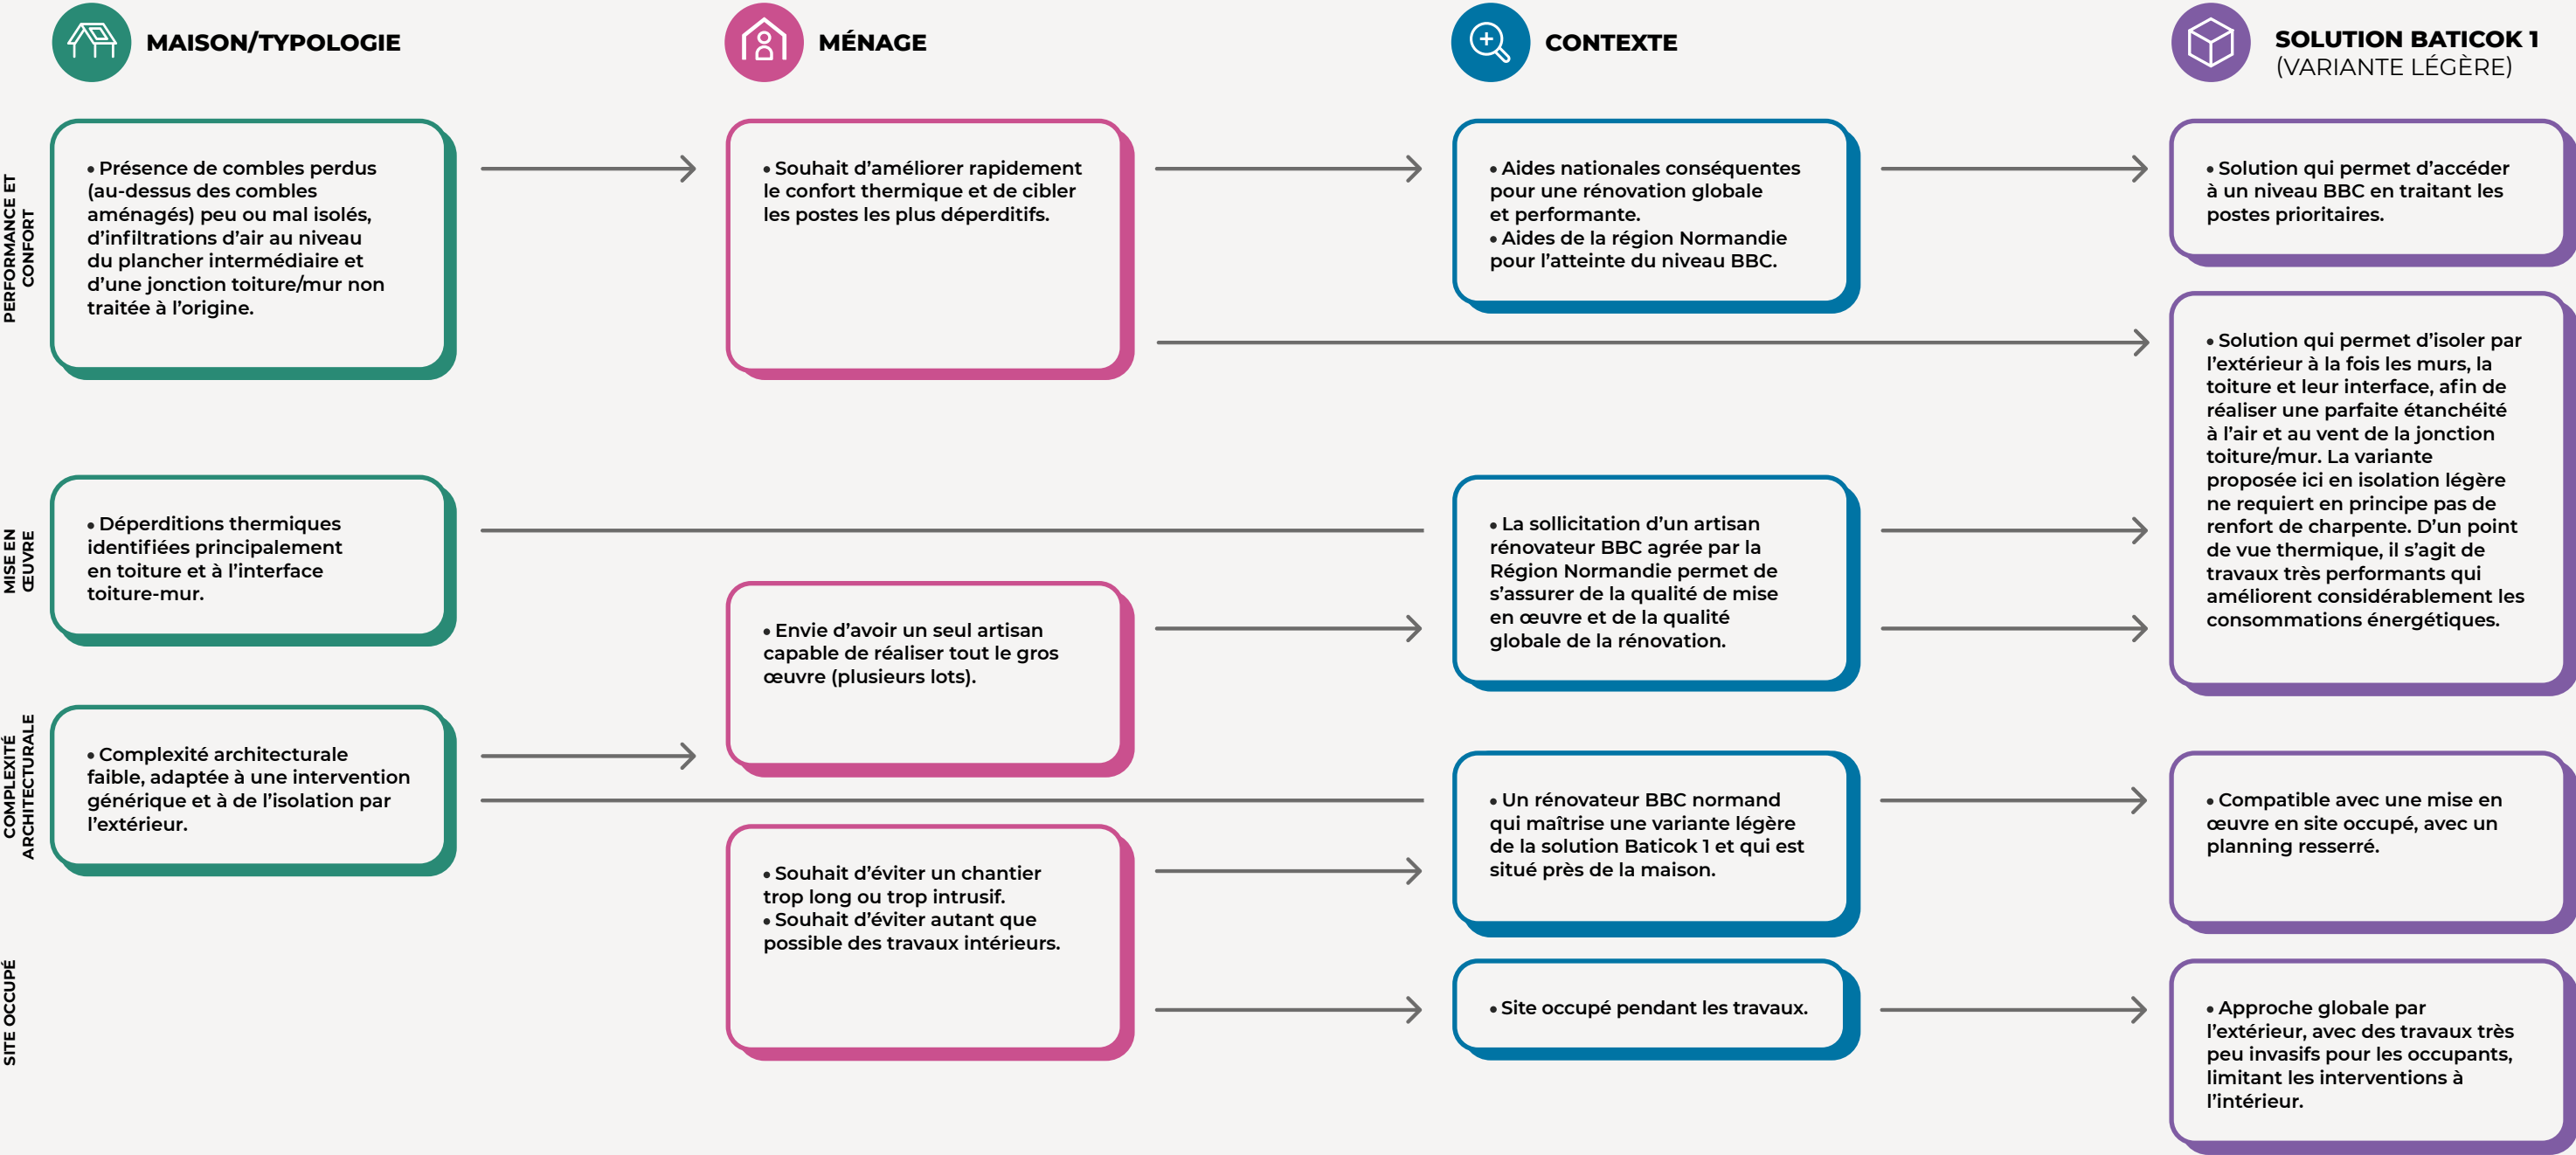 MAISON/TYPOLOGIE
MÉNAGE
CONTEXTE
SOLUTION BATICOK 1
(VARIANTE LÉGÈRE)
PERFORMANCE ET
CONFORT
• Présence de combles perdus
(au-dessus des combles
aménagés) peu ou mal isolés,
d’infiltrations d’air au niveau
du plancher intermédiaire et
d’une jonction toiture/mur non
traitée à l’origine.
• Souhait d’améliorer rapidement
le confort thermique et de cibler
les postes les plus déperditifs.
• Aides nationales conséquentes
pour une rénovation globale
et performante.
• Aides de la région Normandie
pour l’atteinte du niveau BBC.
• Solution qui permet d’accéder
à un niveau BBC en traitant les
postes prioritaires.
• Solution qui permet d’isoler par
l’extérieur à la fois les murs, la
toiture et leur interface, afin de
réaliser une parfaite étanchéité
à l’air et au vent de la jonction
toiture/mur. La variante
proposée ici en isolation légère
ne requiert en principe pas de
renfort de charpente. D’un point
de vue thermique, il s’agit de
travaux très performants qui
améliorent considérablement les
consommations énergétiques.
MISE EN
ŒUVRE
• Déperditions thermiques
identifiées principalement
en toiture et à l’interface
toiture-mur.
• Envie d’avoir un seul artisan
capable de réaliser tout le gros
œuvre (plusieurs lots).
• La sollicitation d’un artisan
rénovateur BBC agrée par la
Région Normandie permet de
s’assurer de la qualité de mise
en œuvre et de la qualité
globale de la rénovation.
COMPLEXITÉ
ARCHITECTURALE
• Complexité architecturale
faible, adaptée à une intervention
générique et à de l’isolation par
l’extérieur.
• Souhait d’éviter un chantier
trop long ou trop intrusif.
• Souhait d’éviter autant que
possible des travaux intérieurs.
• Un rénovateur BBC normand
qui maîtrise une variante légère
de la solution Baticok 1 et qui est
situé près de la maison.
• Compatible avec une mise en
œuvre en site occupé, avec un
planning resserré.
SITE OCCUPÉ
• Site occupé pendant les travaux.
• Approche globale par
l’extérieur, avec des travaux très
peu invasifs pour les occupants,
limitant les interventions à
l’intérieur.